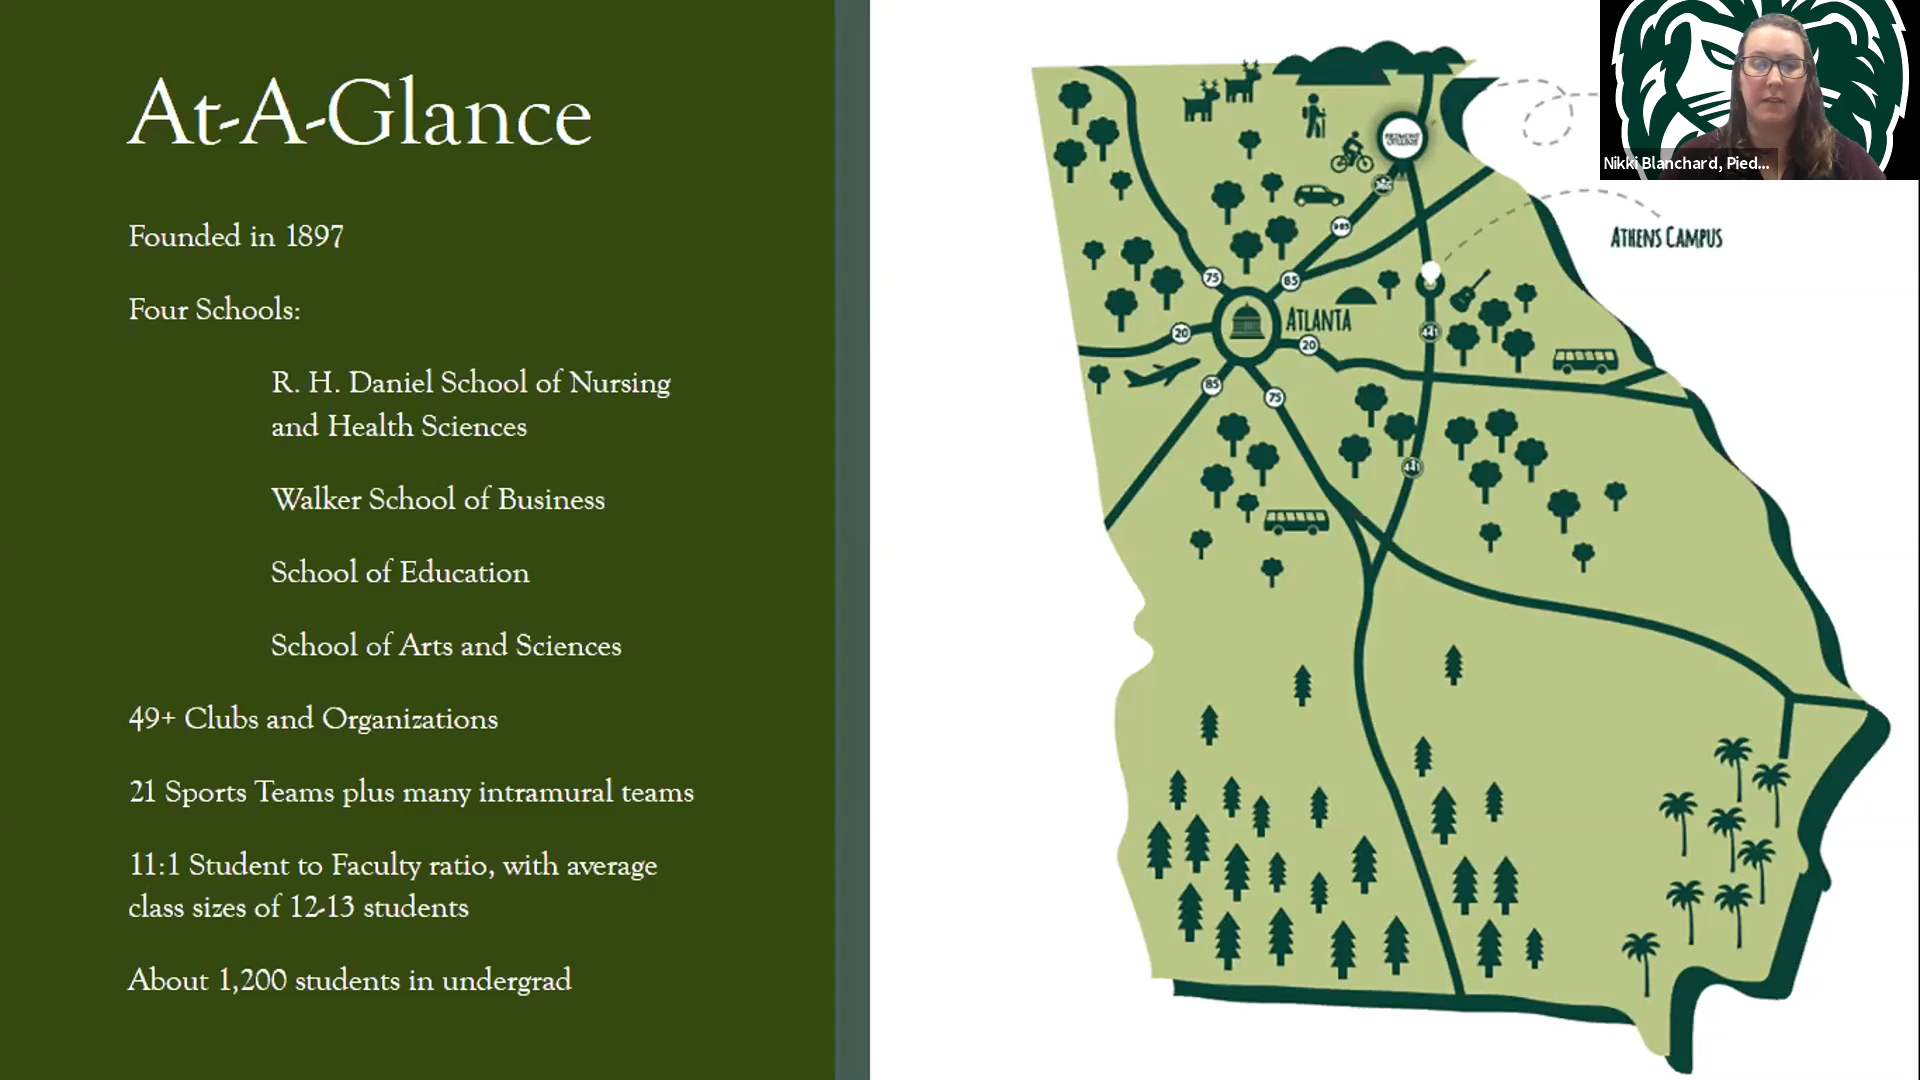 At-A-Glance
Founded in 1897
Four Schools:
R. H. Daniel School of Nursing
and Health Sciences
Walker School of Business
School of Education
School of Arts and Sciences
49+ Clubs and Organizations
21 Sports Teams plus many intramural teams
11:1 Student to Faculty ratio, with average
class sizes of 12-13 students
About 1,200 students in undergrad
Nikki Blanchard, Pied...
PIEDMONT
COLLEGE
365
985
ATHENS CAMPUS
75
85
ATLANTA
20
20
441
85
75
441